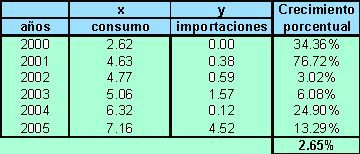 x y Crecimiento
años consumo importaciones porcentual
2000 2.62 0.00 34.36%
2001 4.63 0.38 76.72%
2002 4.77 0.59 3.02%
2003 5.06 1.57 6.08%
2004 6.32 0.12 24.90%
2005 7.16 4.52 13.29%
2.65%